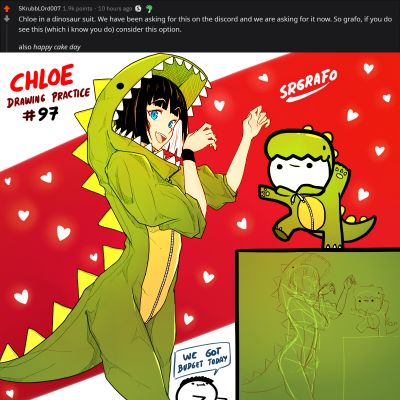 SKrubbL0rd007 1.9k points · 10 hours ago
Chloe in a dinosaur suit. We have been asking for this on the discord and we are asking for it now. So grafo, if you do
see this (which i know you do) consider this option.
also happy cake day
CHLOE
DRAWING PRACTICE
#97
SRGRAFO
WE GOT
BUDGET TODAY